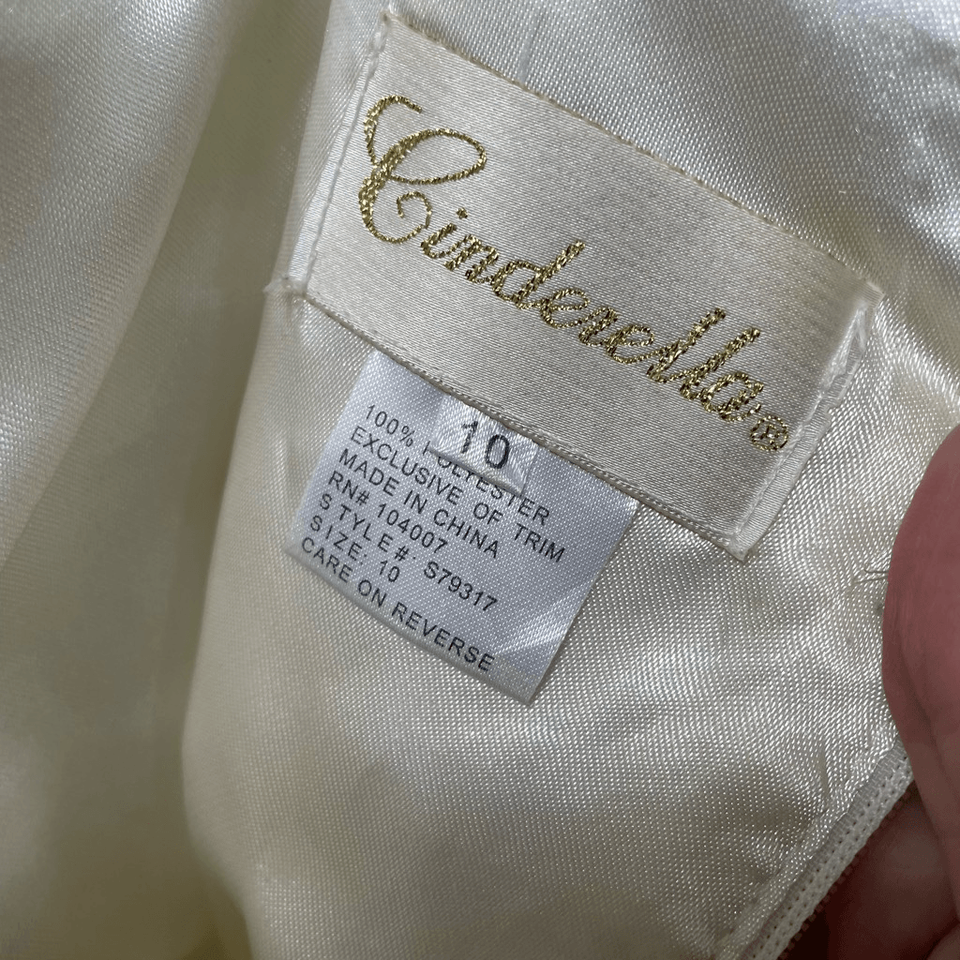 Cinderella®
10
100% POLYESTER
EXCLUSIVE OF TRIM
MADE IN CHINA
RN# 104007
STYLE#: S79317
SIZE: 10
CARE ON REVERSE